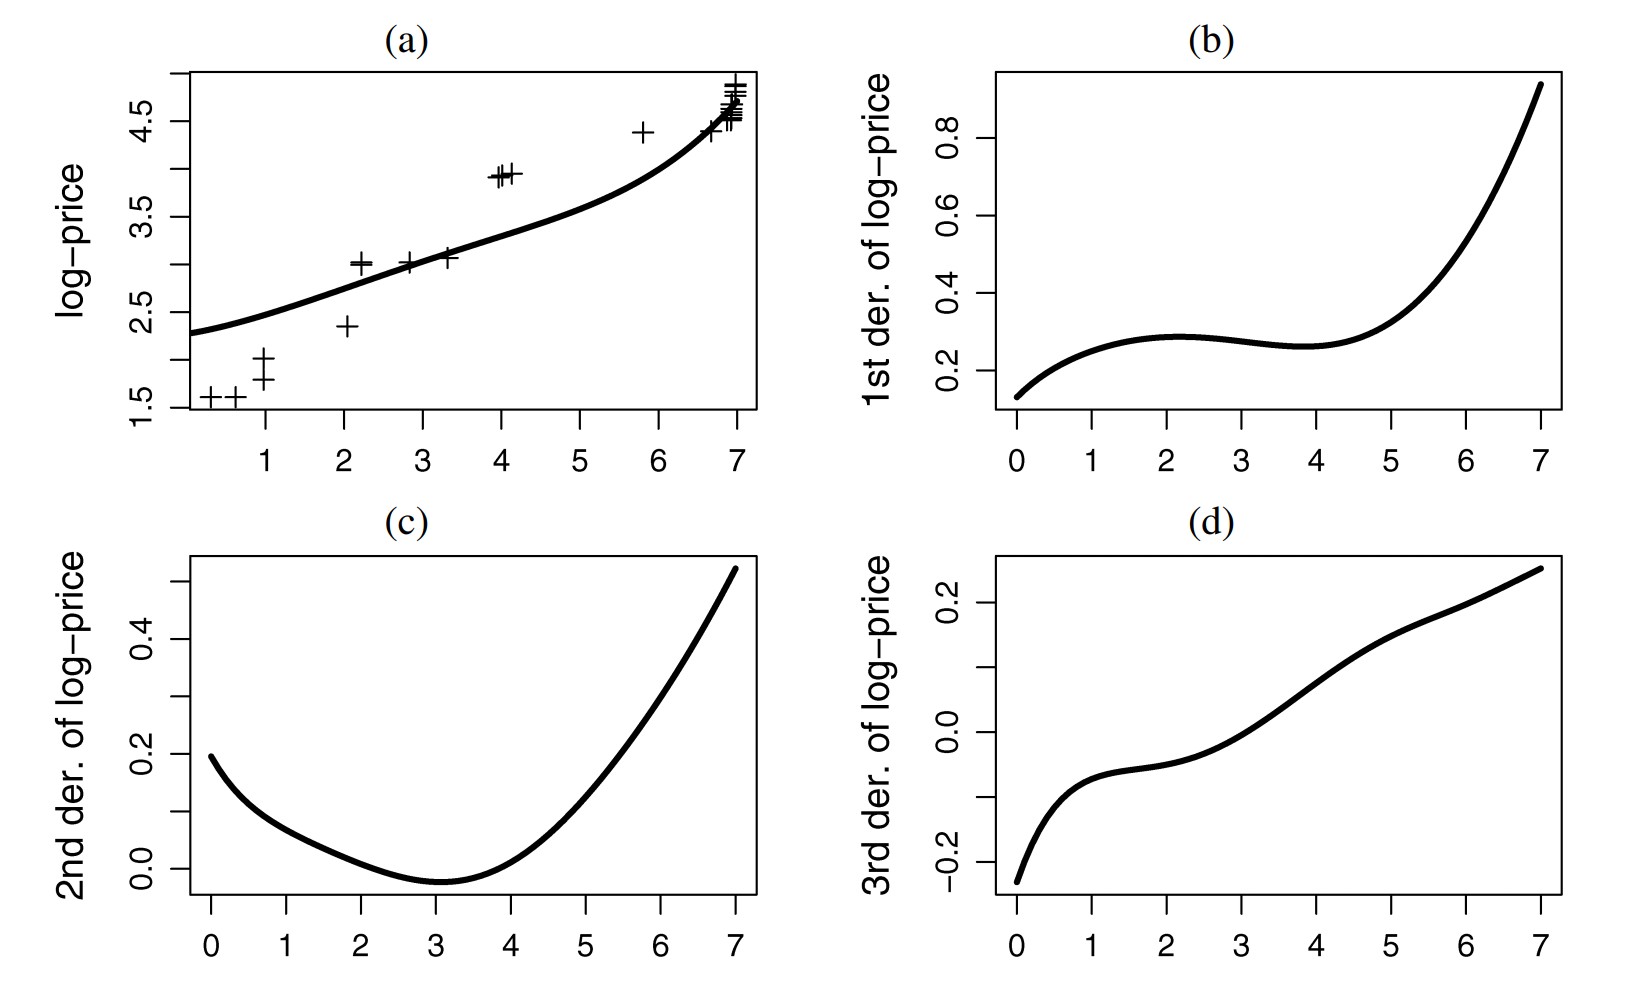 (a)
log−price
4.5
3.5
2.5
1.5
1 2 3 4 5 6 7
(b)
1st der. of log−price
0.8
0.6
0.4
0.2
0 1 2 3 4 5 6 7
(c)
2nd der. of log−price
0.4
0.2
0.0
0 1 2 3 4 5 6 7
(d)
3rd der. of log−price
0.2
0.0
−0.2
0 1 2 3 4 5 6 7